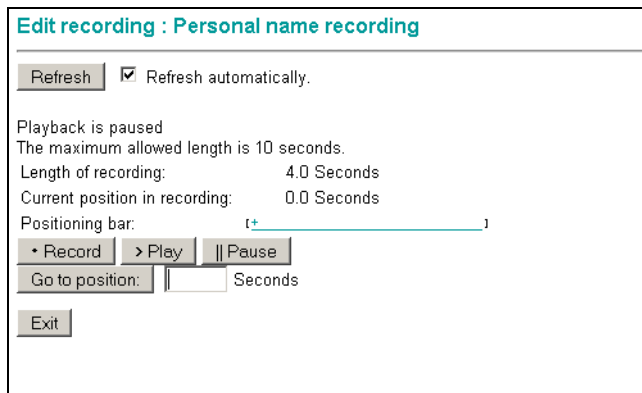 Edit recording : Personal name recording
Refresh Refresh automatically.
Playback is paused
The maximum allowed length is 10 seconds.
Length of recording: 4.0 Seconds
Current position in recording: 0.0 Seconds
Positioning bar: [+ ]
• Record > Play || Pause
Go to position: Seconds
Exit